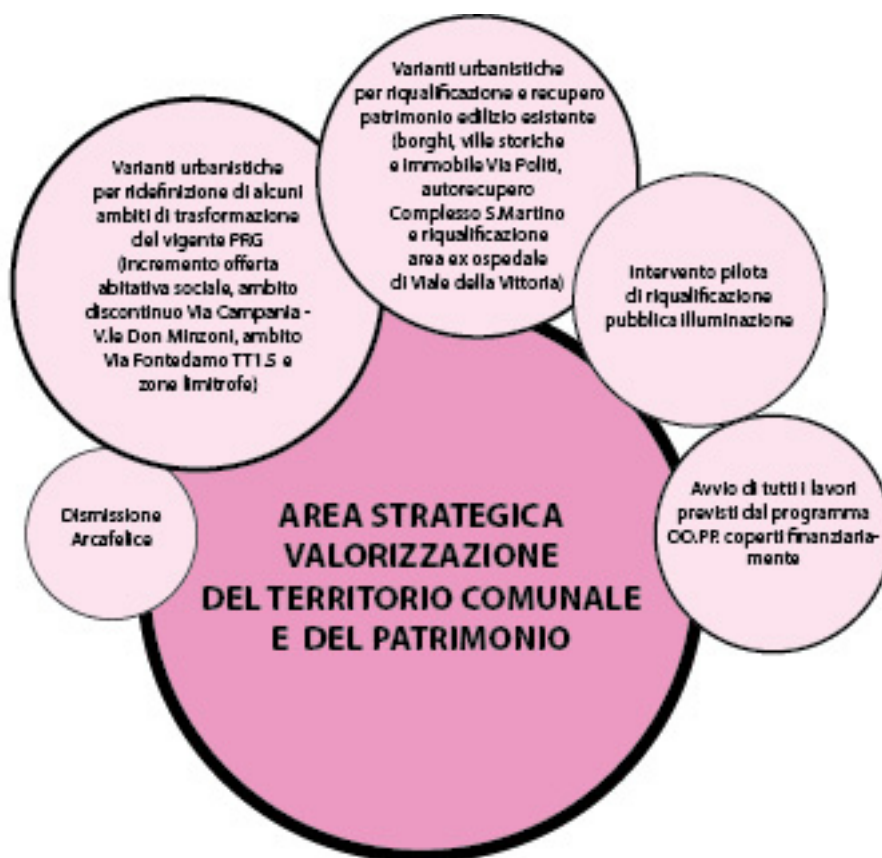 Varianti urbanistiche
per riqualificazione e recupero
patrimonio edilizio esistente
(borghi, ville storiche
e immobile Via Politi,
autorecupero
Complesso S.Martino
e riqualificazione
area ex ospedale
di Viale della Vittoria)
Varianti urbanistiche
per ridefinizione di alcuni
ambiti di trasformazione
del vigente PRG
(incremento offerta
abitativa sociale, ambito
discontinuo Via Campania -
V.le Don Minzoni, ambito
Via Fontedamo TT1.5 e
zone limitrofe)
Intervento pilota
di riqualificazione
pubblica illuminazione
Dismissione
Arcafelice
Avvio di tutti i lavori
previsti dal programma
OO.PP. coperti finanziaria-
mente
AREA STRATEGICA
VALORIZZAZIONE
DEL TERRITORIO COMUNALE
E DEL PATRIMONIO